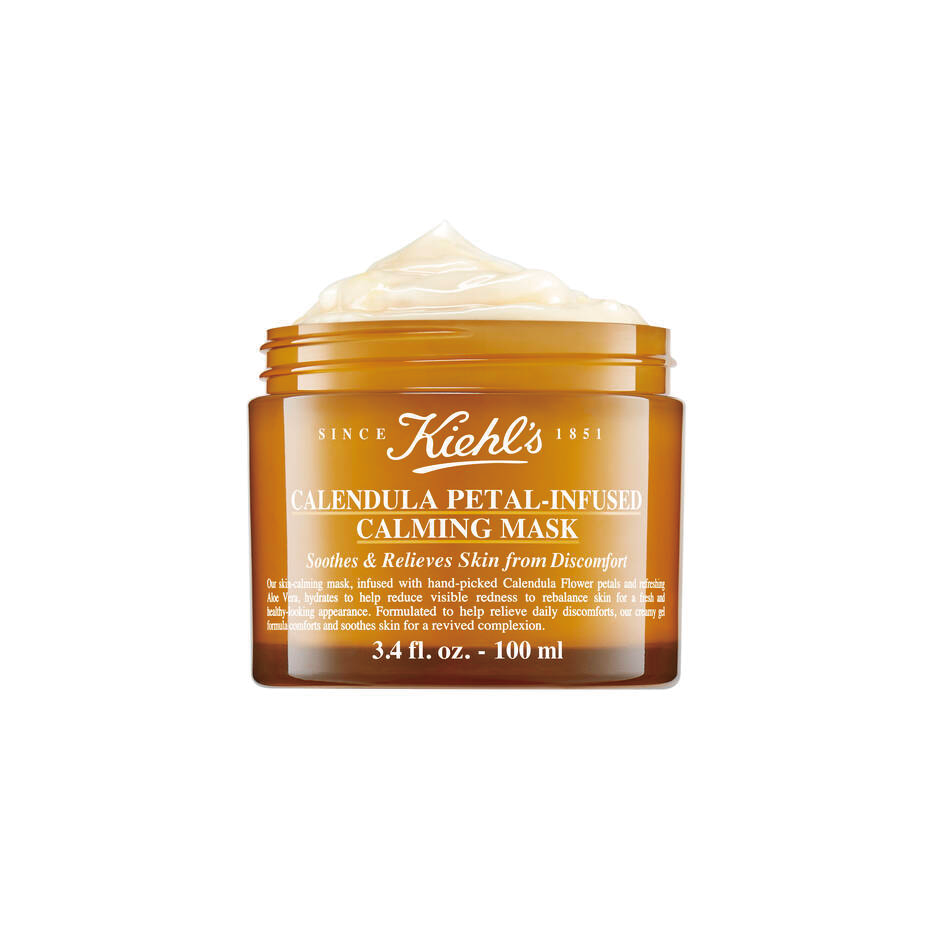 SINCE Kiehl's 1851
CALENDULA PETAL-INFUSED
CALMING MASK
Soothes & Relieves Skin from Discomfort
Our skin-calming mask, infused with hand-picked Calendula Flower petals and refreshing
Aloe Vera, hydrates to help reduce visible redness to rebalance skin for a fresh and
healthy-looking appearance. Formulated to help relieve daily discomforts, our creamy gel
formula comforts and soothes skin for a revived complexion.
3.4 fl. oz. - 100 ml